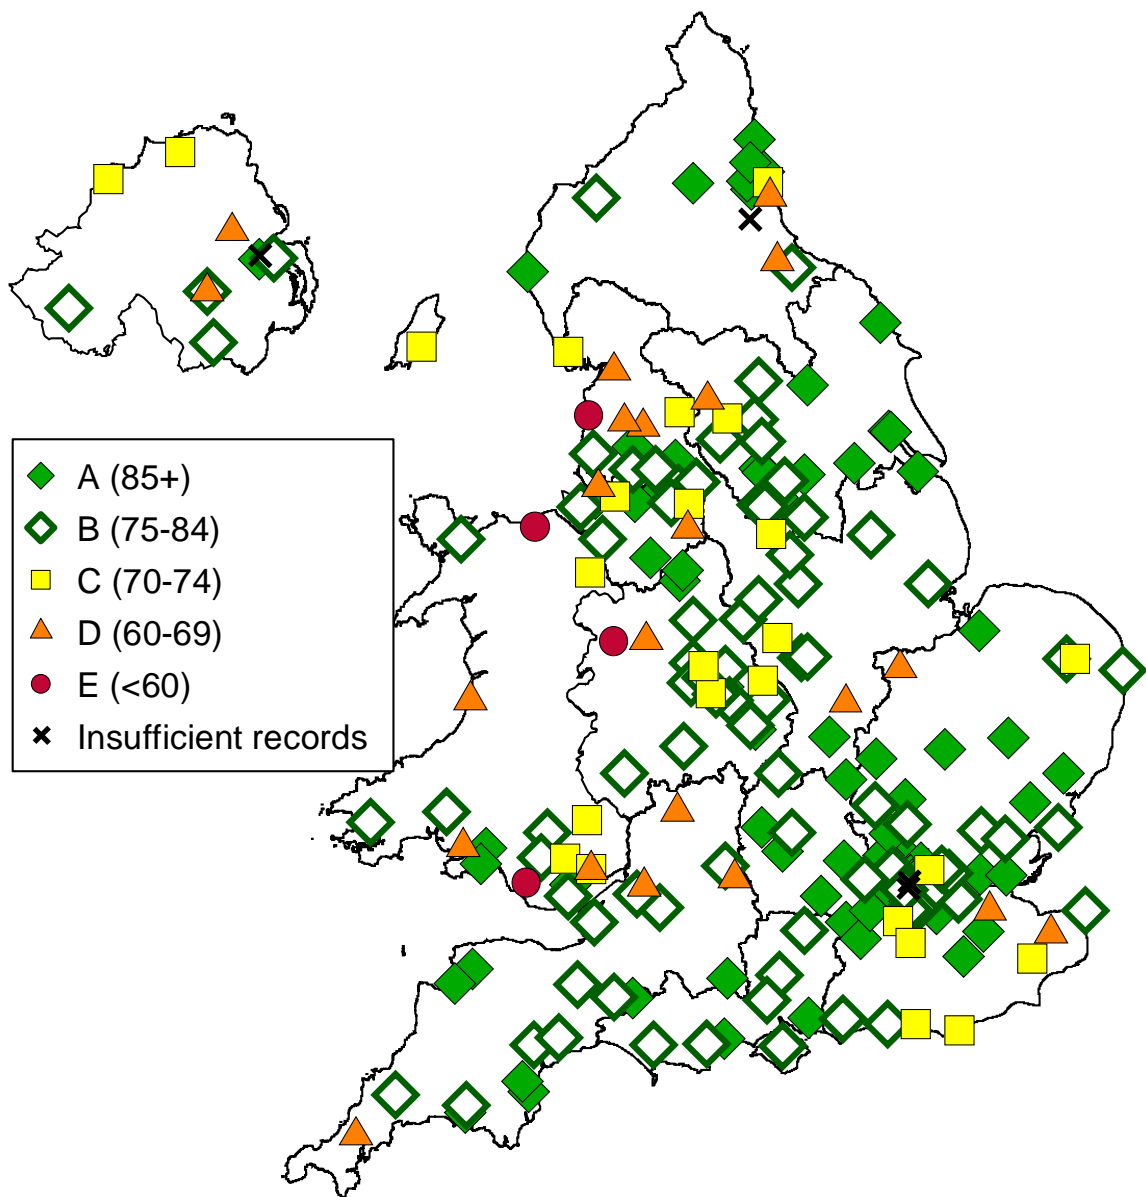 A (85+)
B (75-84)
C (70-74)
D (60-69)
E (<60)
Insufficient records